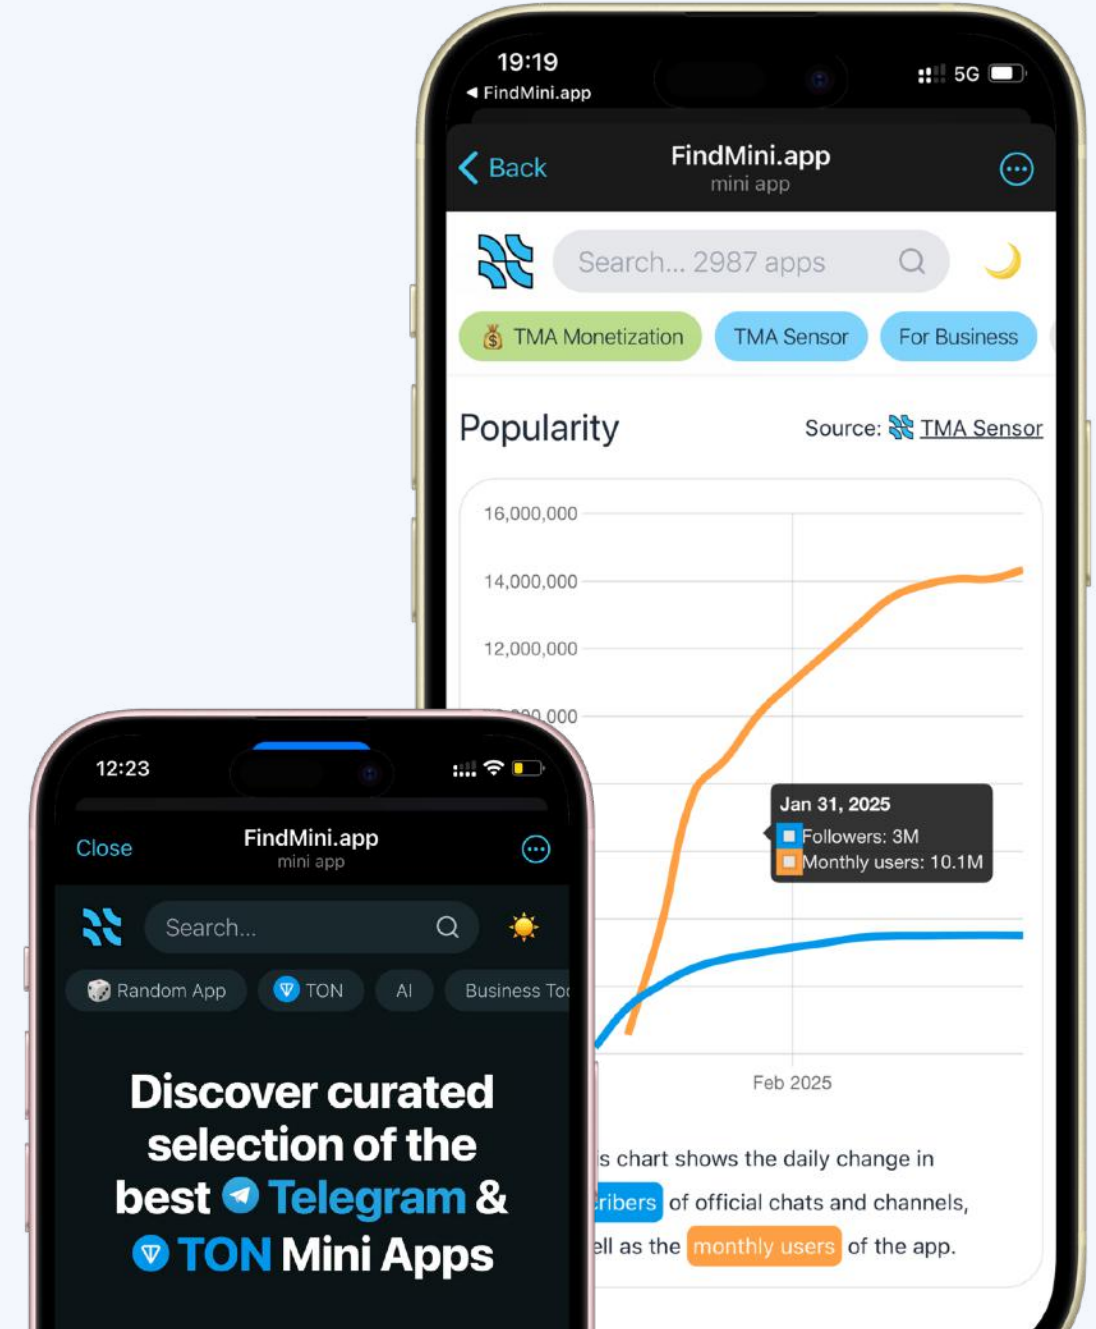 19:19
5G
◀ FindMini.app
Back
FindMini.app
mini app
Search... 2987 apps
TMA Monetization
TMA Sensor
For Business
Popularity
Source: TMA Sensor
16,000,000
14,000,000
12,000,000
000
Jan 31, 2025
Followers: 3M
Monthly users: 10.1M
Feb 2025
s chart shows the daily change in
ribers of official chats and channels,
ell as the monthly users of the app.
12:23
Close
FindMini.app
mini app
Search...
Random App
TON
AI
Business Too
Discover curated
selection of the
best Telegram &
TON Mini Apps